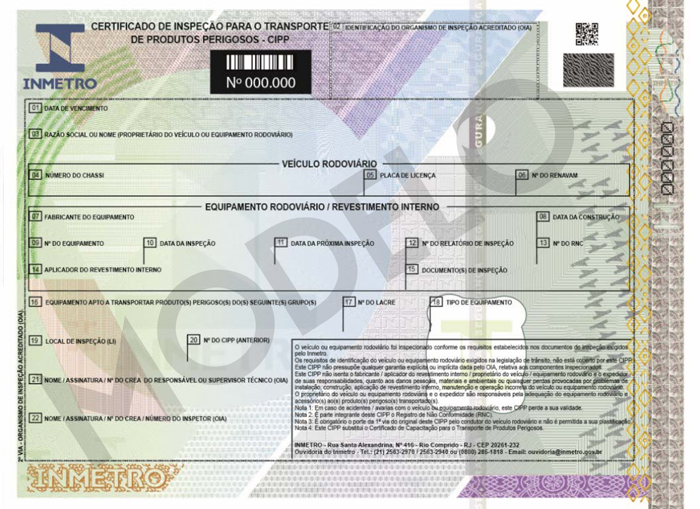 INMETRO
CERTIFICADO DE INSPEÇÃO PARA O TRANSPORTE
DE PRODUTOS PERIGOSOS - CIPP
Nº 000.000
02 IDENTIFICAÇÃO DO ORGANISMO DE INSPEÇÃO ACREDITADO (OIA)
000.000
01 DATA DE VENCIMENTO
03 RAZÃO SOCIAL OU NOME (PROPRIETÁRIO DO VEÍCULO OU EQUIPAMENTO RODOVIÁRIO)
VEÍCULO RODOVIÁRIO
04 NÚMERO DO CHASSI
05 PLACA DE LICENÇA
06 Nº DO RENAVAM
EQUIPAMENTO RODOVIÁRIO / REVESTIMENTO INTERNO
07 FABRICANTE DO EQUIPAMENTO
08 DATA DA CONSTRUÇÃO
09 Nº DO EQUIPAMENTO
10 DATA DA INSPEÇÃO
11 DATA DA PRÓXIMA INSPEÇÃO
12 Nº DO RELATÓRIO DE INSPEÇÃO
13 Nº DO RNC
14 APLICADOR DO REVESTIMENTO INTERNO
15 DOCUMENTO(S) DE INSPEÇÃO
16 EQUIPAMENTO APTO A TRANSPORTAR PRODUTO(S) PERIGOSO(S) DO(S) SEGUINTE(S) GRUPO(S)
17 Nº DO LACRE
18 TIPO DE EQUIPAMENTO
19 LOCAL DE INSPEÇÃO (LI)
20 Nº DO CIPP (ANTERIOR)
21 NOME / ASSINATURA / Nº DO CREA DO RESPONSÁVEL OU SUPERVISOR TÉCNICO (OIA)
22 NOME / ASSINATURA / Nº DO CREA / NÚMERO DO INSPETOR (OIA)
O veículo ou equipamento rodoviário foi inspecionado conforme os requisitos estabelecidos nos documentos de inspeção exigidos
pelo Inmetro.
Os requisitos de identificação do veículo ou equipamento rodoviário exigidos na legislação de trânsito, não está coberto por este CIPP.
Este CIPP não pressupõe qualquer garantia explícita ou implícita dada pelo OIA, relativa aos componentes inspecionados.
Este CIPP não isenta o fabricante / aplicador do revestimento interno / proprietário do veículo / equipamento rodoviário e o expedidor
de suas responsabilidades, quanto aos danos pessoais, materiais e ambientais ou quaisquer perdas provocadas por problemas de
instalação, construção, aplicação de revestimento interno, manutenção e operação incorreta do veículo ou equipamento rodoviário.
O proprietário do veículo ou equipamento rodoviário e o expedidor são responsáveis pela adequação do equipamento rodoviário e
acessório(s) ao(s) produto(s) perigoso(s) transportado(s)
Nota 1: Em caso de acidentes / avarias com o veículo ou equipamento rodoviário, este CIPP perde a sua validade.
Nota 2: É parte integrante deste CIPP o Registro de Não Conformidade (RNC).
Nota 3: É obrigatório o porte da 1ª via do original deste CIPP pelo condutor do veículo rodoviário e não é permitida a sua plastificação.
Nota 4: Este CIPP substitui o Certificado de Capacitação para o Transporte de Produtos Perigosos.
INMETRO - Rua Santa Alexandrina, Nº 416 - Rio Comprido - RJ - CEP 20261-232
Ouvidoria do Inmetro - Tel.: (21) 2563-2970 / 2563-2940 ou (0800) 285-1818 - Email: ouvidoria@inmetro.gov.br
2ª VIA - ORGANISMO DE INSPEÇÃO ACREDITADO (OIA)
INMETRO
MODELO